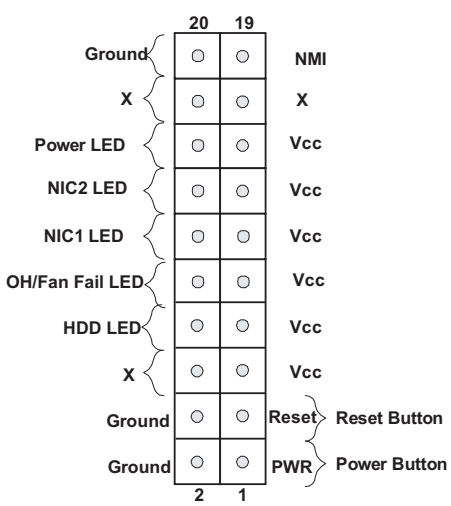 20 19
Ground NMI
X X
Power LED Vcc
NIC2 LED Vcc
NIC1 LED Vcc
OH/Fan Fail LED Vcc
HDD LED Vcc
X Vcc
Ground Reset Reset Button
Ground PWR Power Button
2 1